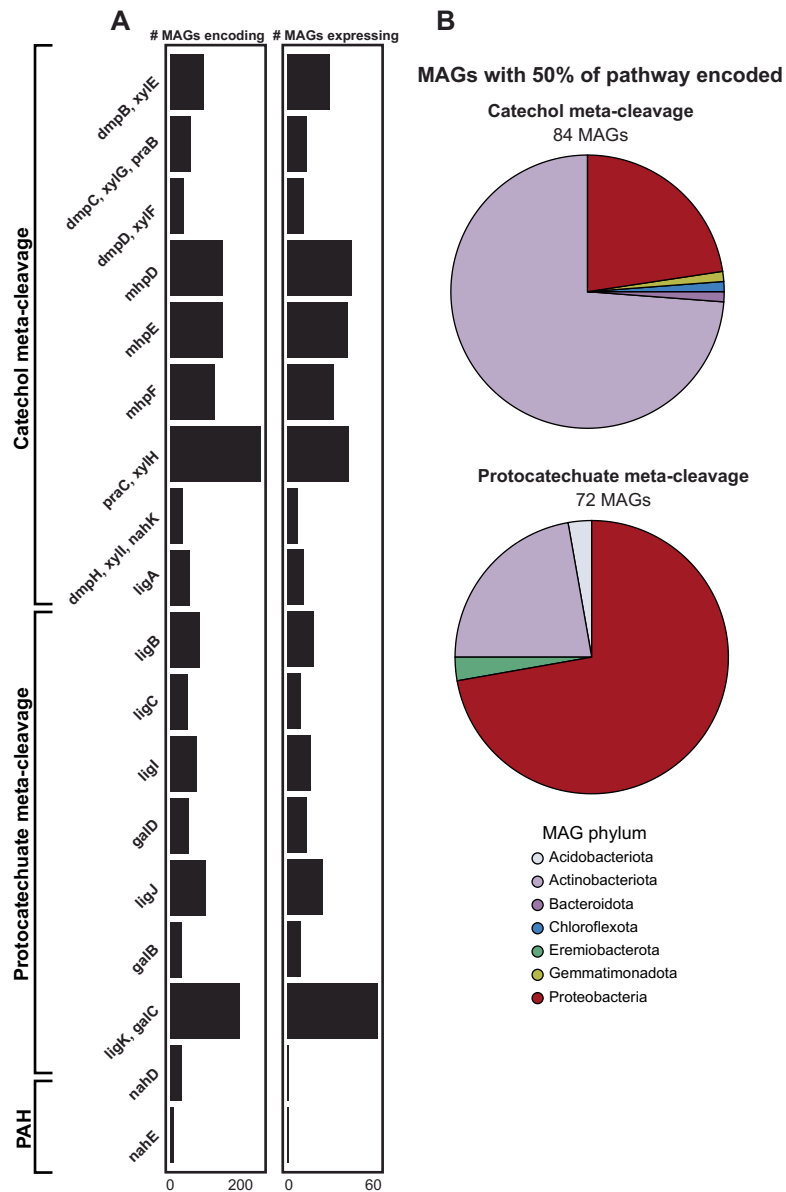 A
# MAGs encoding
# MAGs expressing
Catechol meta-cleavage
dmpB, xylE
dmpC, xylG, praB
dmpD, xylF
mhpD
mhpE
mhpF
praC, xylH
dmpH, xylI, nahK
ligA
Protocatechuate meta-cleavage
ligB
ligC
ligI
galD
ligJ
galB
ligK, galC
PAH
nahD
nahE
0 200
0 60
B
MAGs with 50% of pathway encoded
Catechol meta-cleavage
84 MAGs
Protocatechuate meta-cleavage
72 MAGs
MAG phylum
Acidobacteriota
Actinobacteriota
Bacteroidota
Chloroflexota
Eremiobacterota
Gemmatimonadota
Proteobacteria